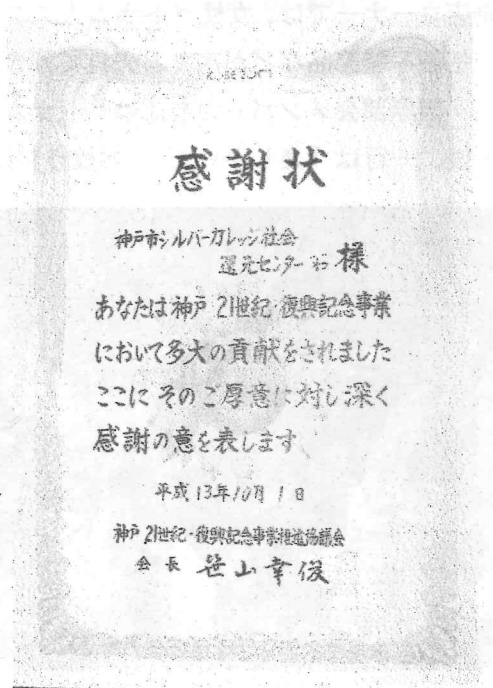 感謝状
神戸市シルバーカレッジ社会
還元センター 様
あなたは神戸 21世紀・復興記念事業
において多大の貢献をされました
ここに そのご厚意に対し深く
感謝の意を表します
平成 13年10月 1 日
神戸 21世紀・復興記念事業推進協議会
会 長 笹山幸俊